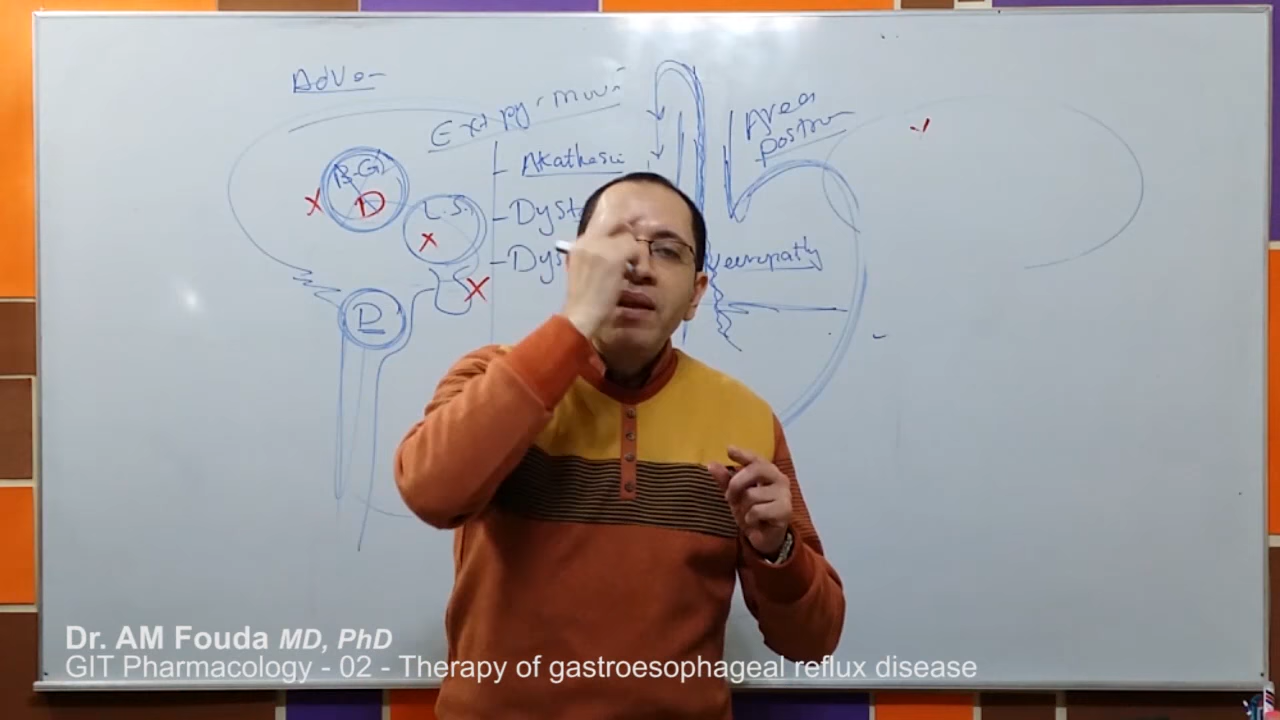 Adv
Ext py. mov.
Area
postr
B.G
D
Akathesi
L.S.
Dyst
Dys
Neuropathy
P
Dr. AM Fouda MD, PhD
GIT Pharmacology - 02 - Therapy of gastroesophageal reflux disease